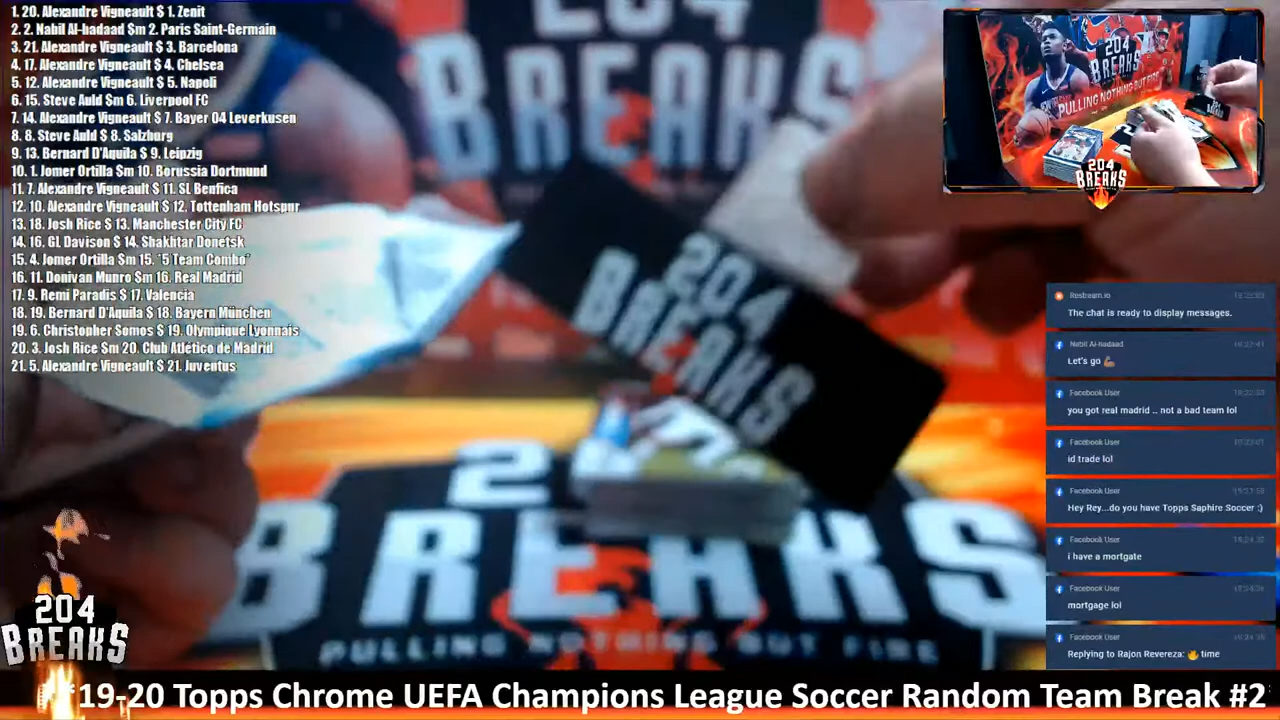 1. 20. Alexandre Vigneault $ 1. Zenit
2. 2. Nabil Al-hadaad $m 2. Paris Saint-Germain
3. 21. Alexandre Vigneault $ 3. Barcelona
4. 17. Alexandre Vigneault $ 4. Chelsea
5. 12. Alexandre Vigneault $ 5. Napoli
6. 15. Steve Auld $m 6. Liverpool FC
7. 14. Alexandre Vigneault $ 7. Bayer 04 Leverkusen
8. 8. Steve Auld $ 8. Salzburg
9. 13. Bernard D'Aquila $ 9. Leipzig
10. 1. Jomer Ortilla $m 10. Borussia Dortmund
11. 7. Alexandre Vigneault $ 11. SL Benfica
12. 10. Alexandre Vigneault $ 12. Tottenham Hotspur
13. 18. Josh Rice $ 13. Manchester City FC
14. 16. GL Davison $ 14. Shakhtar Donetsk
15. 4. Jomer Ortilla $m 15. *5 Team Combo*
16. 11. Donivan Munro $m 16. Real Madrid
17. 9. Remi Paradis $ 17. Valencia
18. 19. Bernard D'Aquila $ 18. Bayern München
19. 6. Christopher Somos $ 19. Olympique Lyonnais
20. 3. Josh Rice $m 20. Club Atlético de Madrid
21. 5. Alexandre Vigneault $ 21. Juventus
204
BREAKS
204
BREAKS
204
BREAKS
PULLING NOTHING BUT FIRE
204
BREAKS
PULLING NOTHING BUT FIRE
204
BREAKS
Restream.io
The chat is ready to display messages.
Nabil Al-hadaad
Let's go 💪🏽
Facebook User
you got real madrid .. not a bad team lol
Facebook User
id trade lol
Facebook User
Hey Rey...do you have Topps Saphire Soccer :)
Facebook User
i have a mortgate
Facebook User
mortgage lol
Facebook User
Replying to Rajon Revereza: 🔥 time
204
BREAKS
19-20 Topps Chrome UEFA Champions League Soccer Random Team Break #2